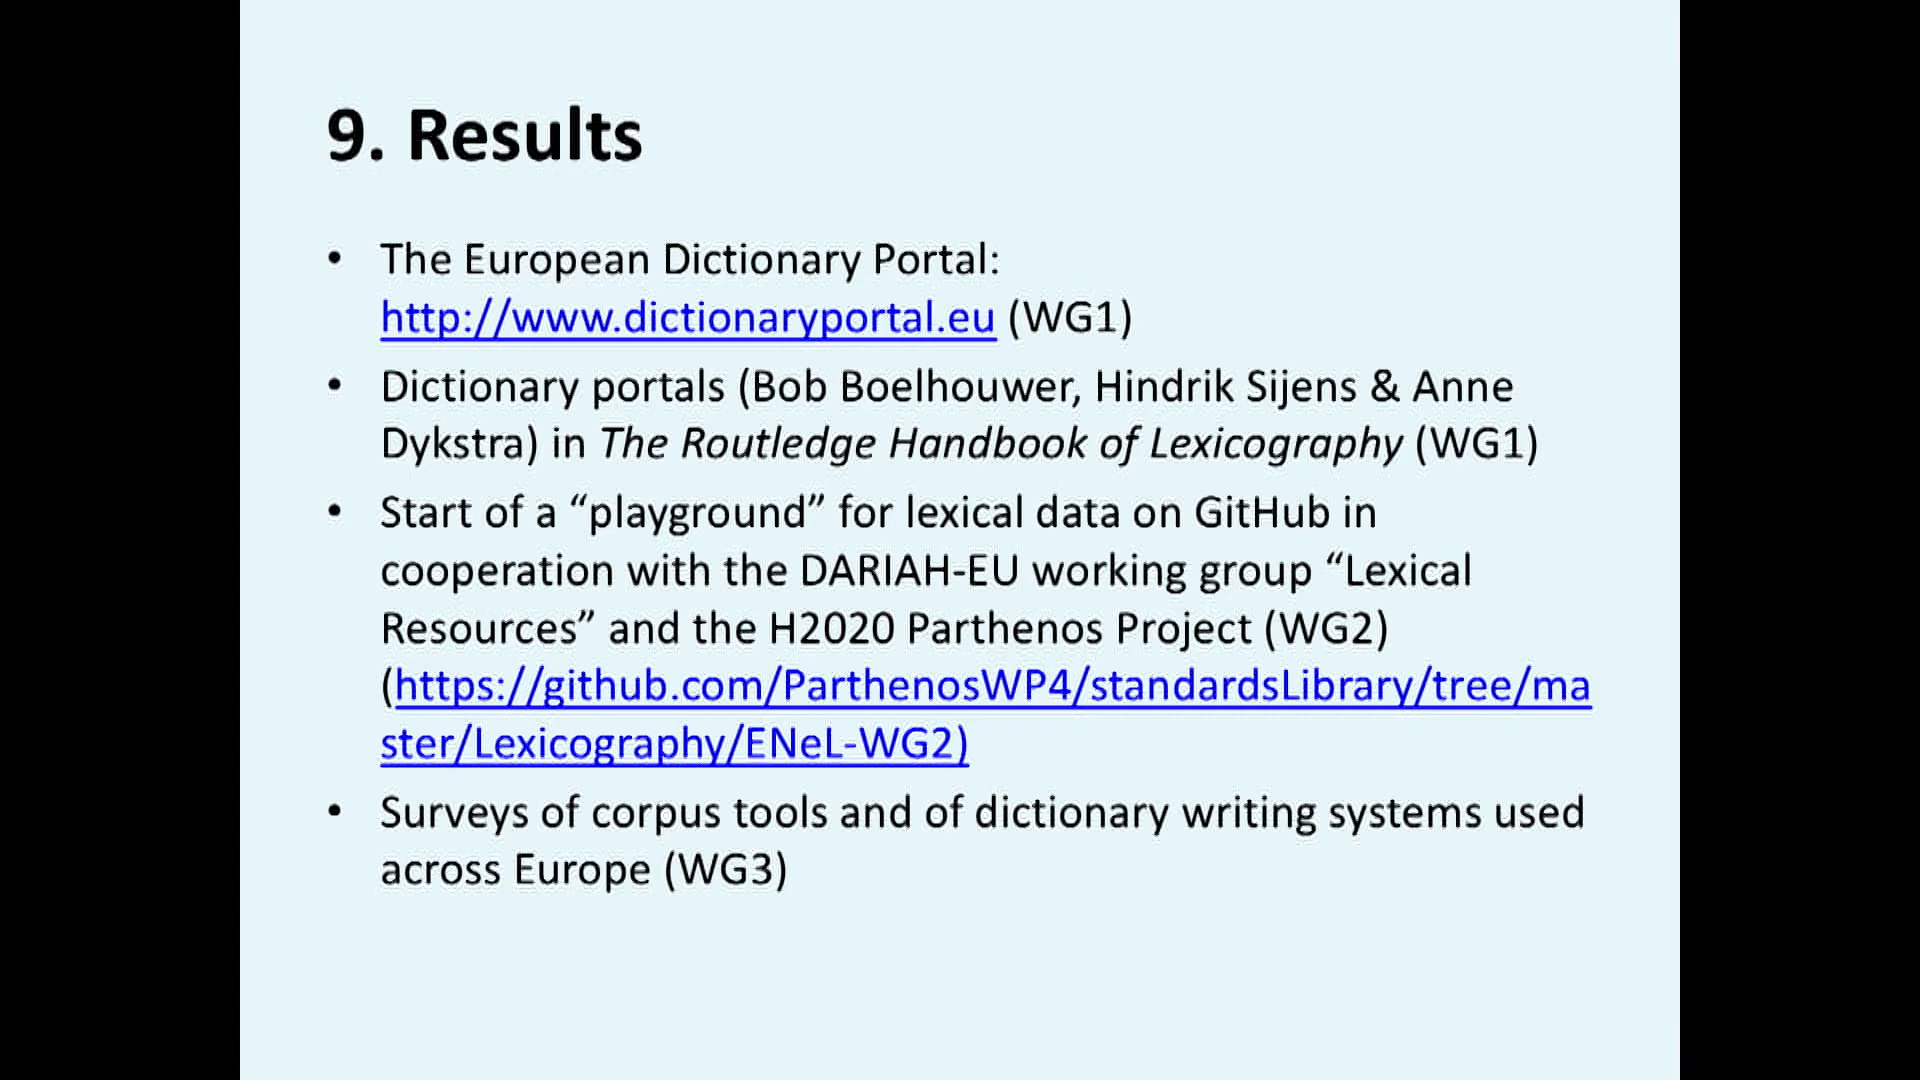 9. Results
• The European Dictionary Portal:
http://www.dictionaryportal.eu (WG1)
• Dictionary portals (Bob Boelhouwer, Hindrik Sijens & Anne
Dykstra) in The Routledge Handbook of Lexicography (WG1)
• Start of a “playground” for lexical data on GitHub in
cooperation with the DARIAH-EU working group “Lexical
Resources” and the H2020 Parthenos Project (WG2)
(https://github.com/ParthenosWP4/standardsLibrary/tree/ma
ster/Lexicography/ENeL-WG2)
• Surveys of corpus tools and of dictionary writing systems used
across Europe (WG3)